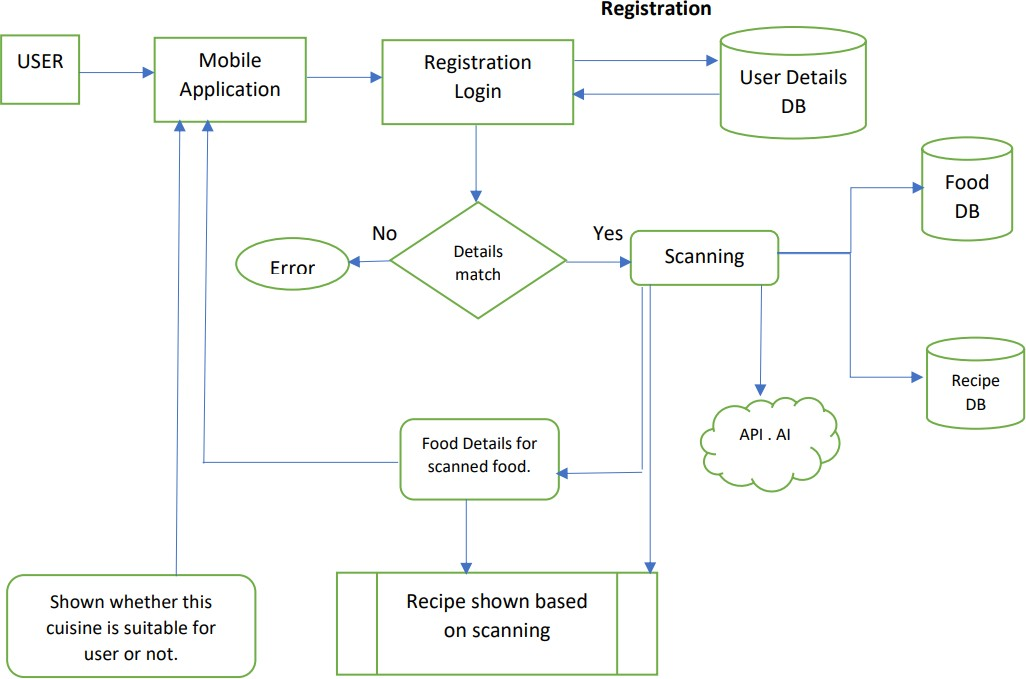 Registration
USER
Mobile
Application
Registration
Login
User Details
DB
Food
DB
No
Yes
Details
match
Error
Scanning
Recipe
DB
API . AI
Food Details for
scanned food.
Shown whether this
cuisine is suitable for
user or not.
Recipe shown based
on scanning